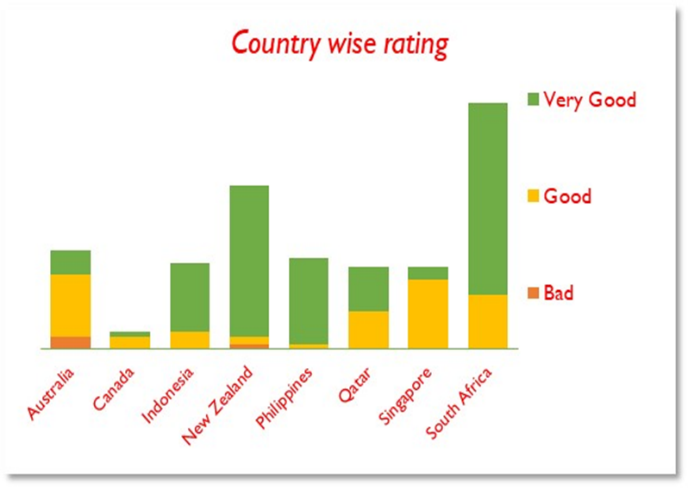 Country wise rating
Very Good
Good
Bad
Australia
Canada
Indonesia
New Zealand
Philippines
Qatar
Singapore
South Africa